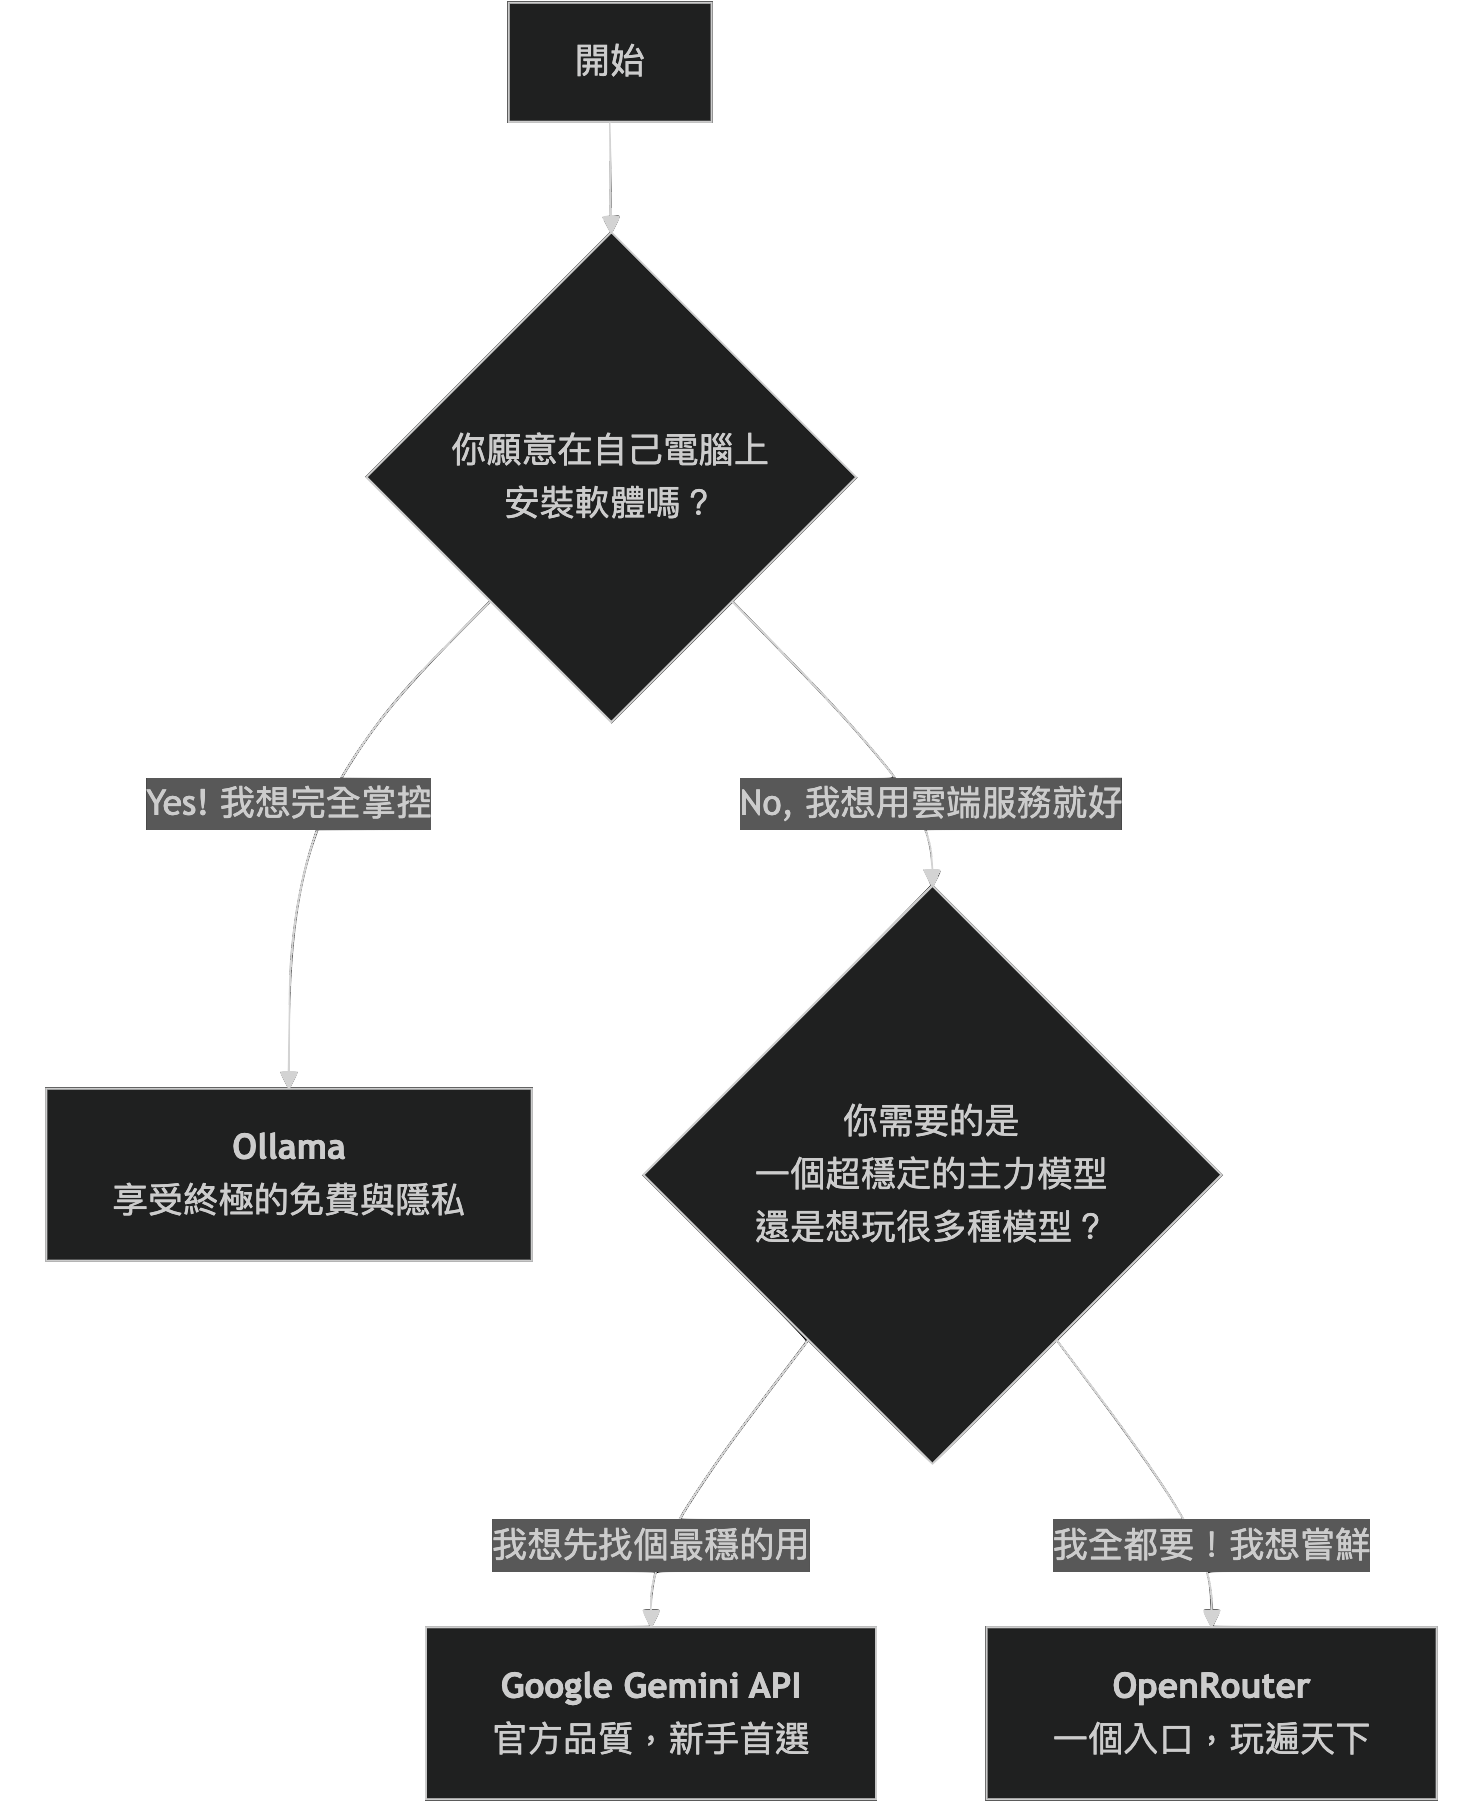 開始
你願意在自己電腦上
安裝軟體嗎？
Yes! 我想完全掌控
No, 我想用雲端服務就好
Ollama
享受終極的免費與隱私
你需要的是
一個超穩定的主力模型
還是想玩很多種模型？
我想先找個最穩的用
我全都要！我想嘗鮮
Google Gemini API
官方品質，新手首選
OpenRouter
一個入口，玩遍天下